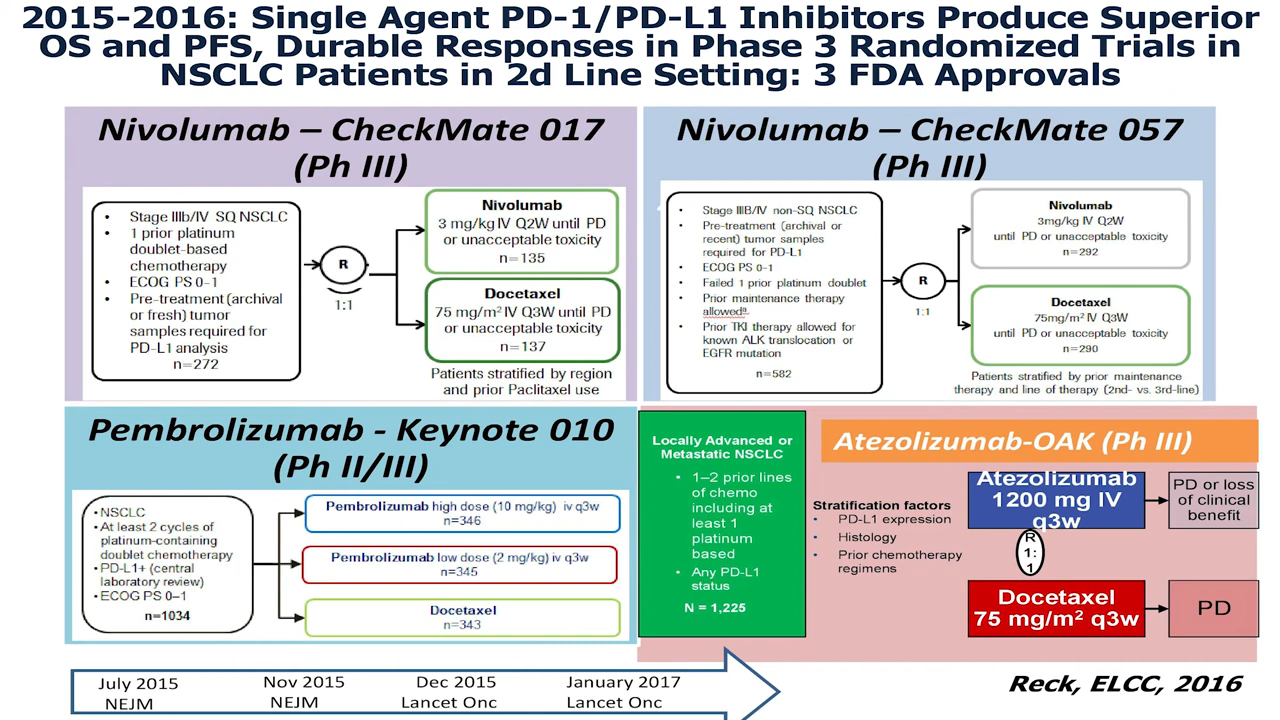 2015-2016: Single Agent PD-1/PD-L1 Inhibitors Produce Superior
OS and PFS, Durable Responses in Phase 3 Randomized Trials in
NSCLC Patients in 2d Line Setting: 3 FDA Approvals
Nivolumab – CheckMate 017
(Ph III)
• Stage IIIb/IV SQ NSCLC
• 1 prior platinum
doublet-based
chemotherapy
• ECOG PS 0–1
• Pre-treatment (archival
or fresh) tumor
samples required for
PD-L1 analysis
n=272
R
1:1
Nivolumab
3 mg/kg IV Q2W until PD
or unacceptable toxicity
n=135
Docetaxel
75 mg/m² IV Q3W until PD
or unacceptable toxicity
n=137
Patients stratified by region
and prior Paclitaxel use
Nivolumab – CheckMate 057
(Ph III)
• Stage IIIB/IV non-SQ NSCLC
• Pre-treatment (archival or
recent) tumor samples
required for PD-L1
• ECOG PS 0–1
• Failed 1 prior platinum doublet
• Prior maintenance therapy
allowedª
• Prior TKI therapy allowed for
known ALK translocation or
EGFR mutation
n=582
R
1:1
Nivolumab
3mg/kg IV Q2W
until PD or unacceptable toxicity
n=292
Docetaxel
75mg/m² IV Q3W
until PD or unacceptable toxicity
n=290
Patients stratified by prior maintenance
therapy and line of therapy (2nd- vs. 3rd-line)
Pembrolizumab - Keynote 010
(Ph II/III)
• NSCLC
• At least 2 cycles of
platinum-containing
doublet chemotherapy
• PD-L1+ (central
laboratory review)
• ECOG PS 0–1
n=1034
Pembrolizumab high dose (10 mg/kg) iv q3w
n=346
Pembrolizumab low dose (2 mg/kg) iv q3w
n=345
Docetaxel
n=343
Locally Advanced or
Metastatic NSCLC
• 1–2 prior lines
of chemo
including at
least 1
platinum
based
• Any PD-L1
status
N = 1,225
Atezolizumab-OAK (Ph III)
Stratification factors
• PD-L1 expression
• Histology
• Prior chemotherapy
regimens
Atezolizumab
1200 mg IV
q3w
R
1:
1
Docetaxel
75 mg/m² q3w
PD or loss
of clinical
benefit
PD
July 2015
NEJM
Nov 2015
NEJM
Dec 2015
Lancet Onc
January 2017
Lancet Onc
Reck, ELCC, 2016